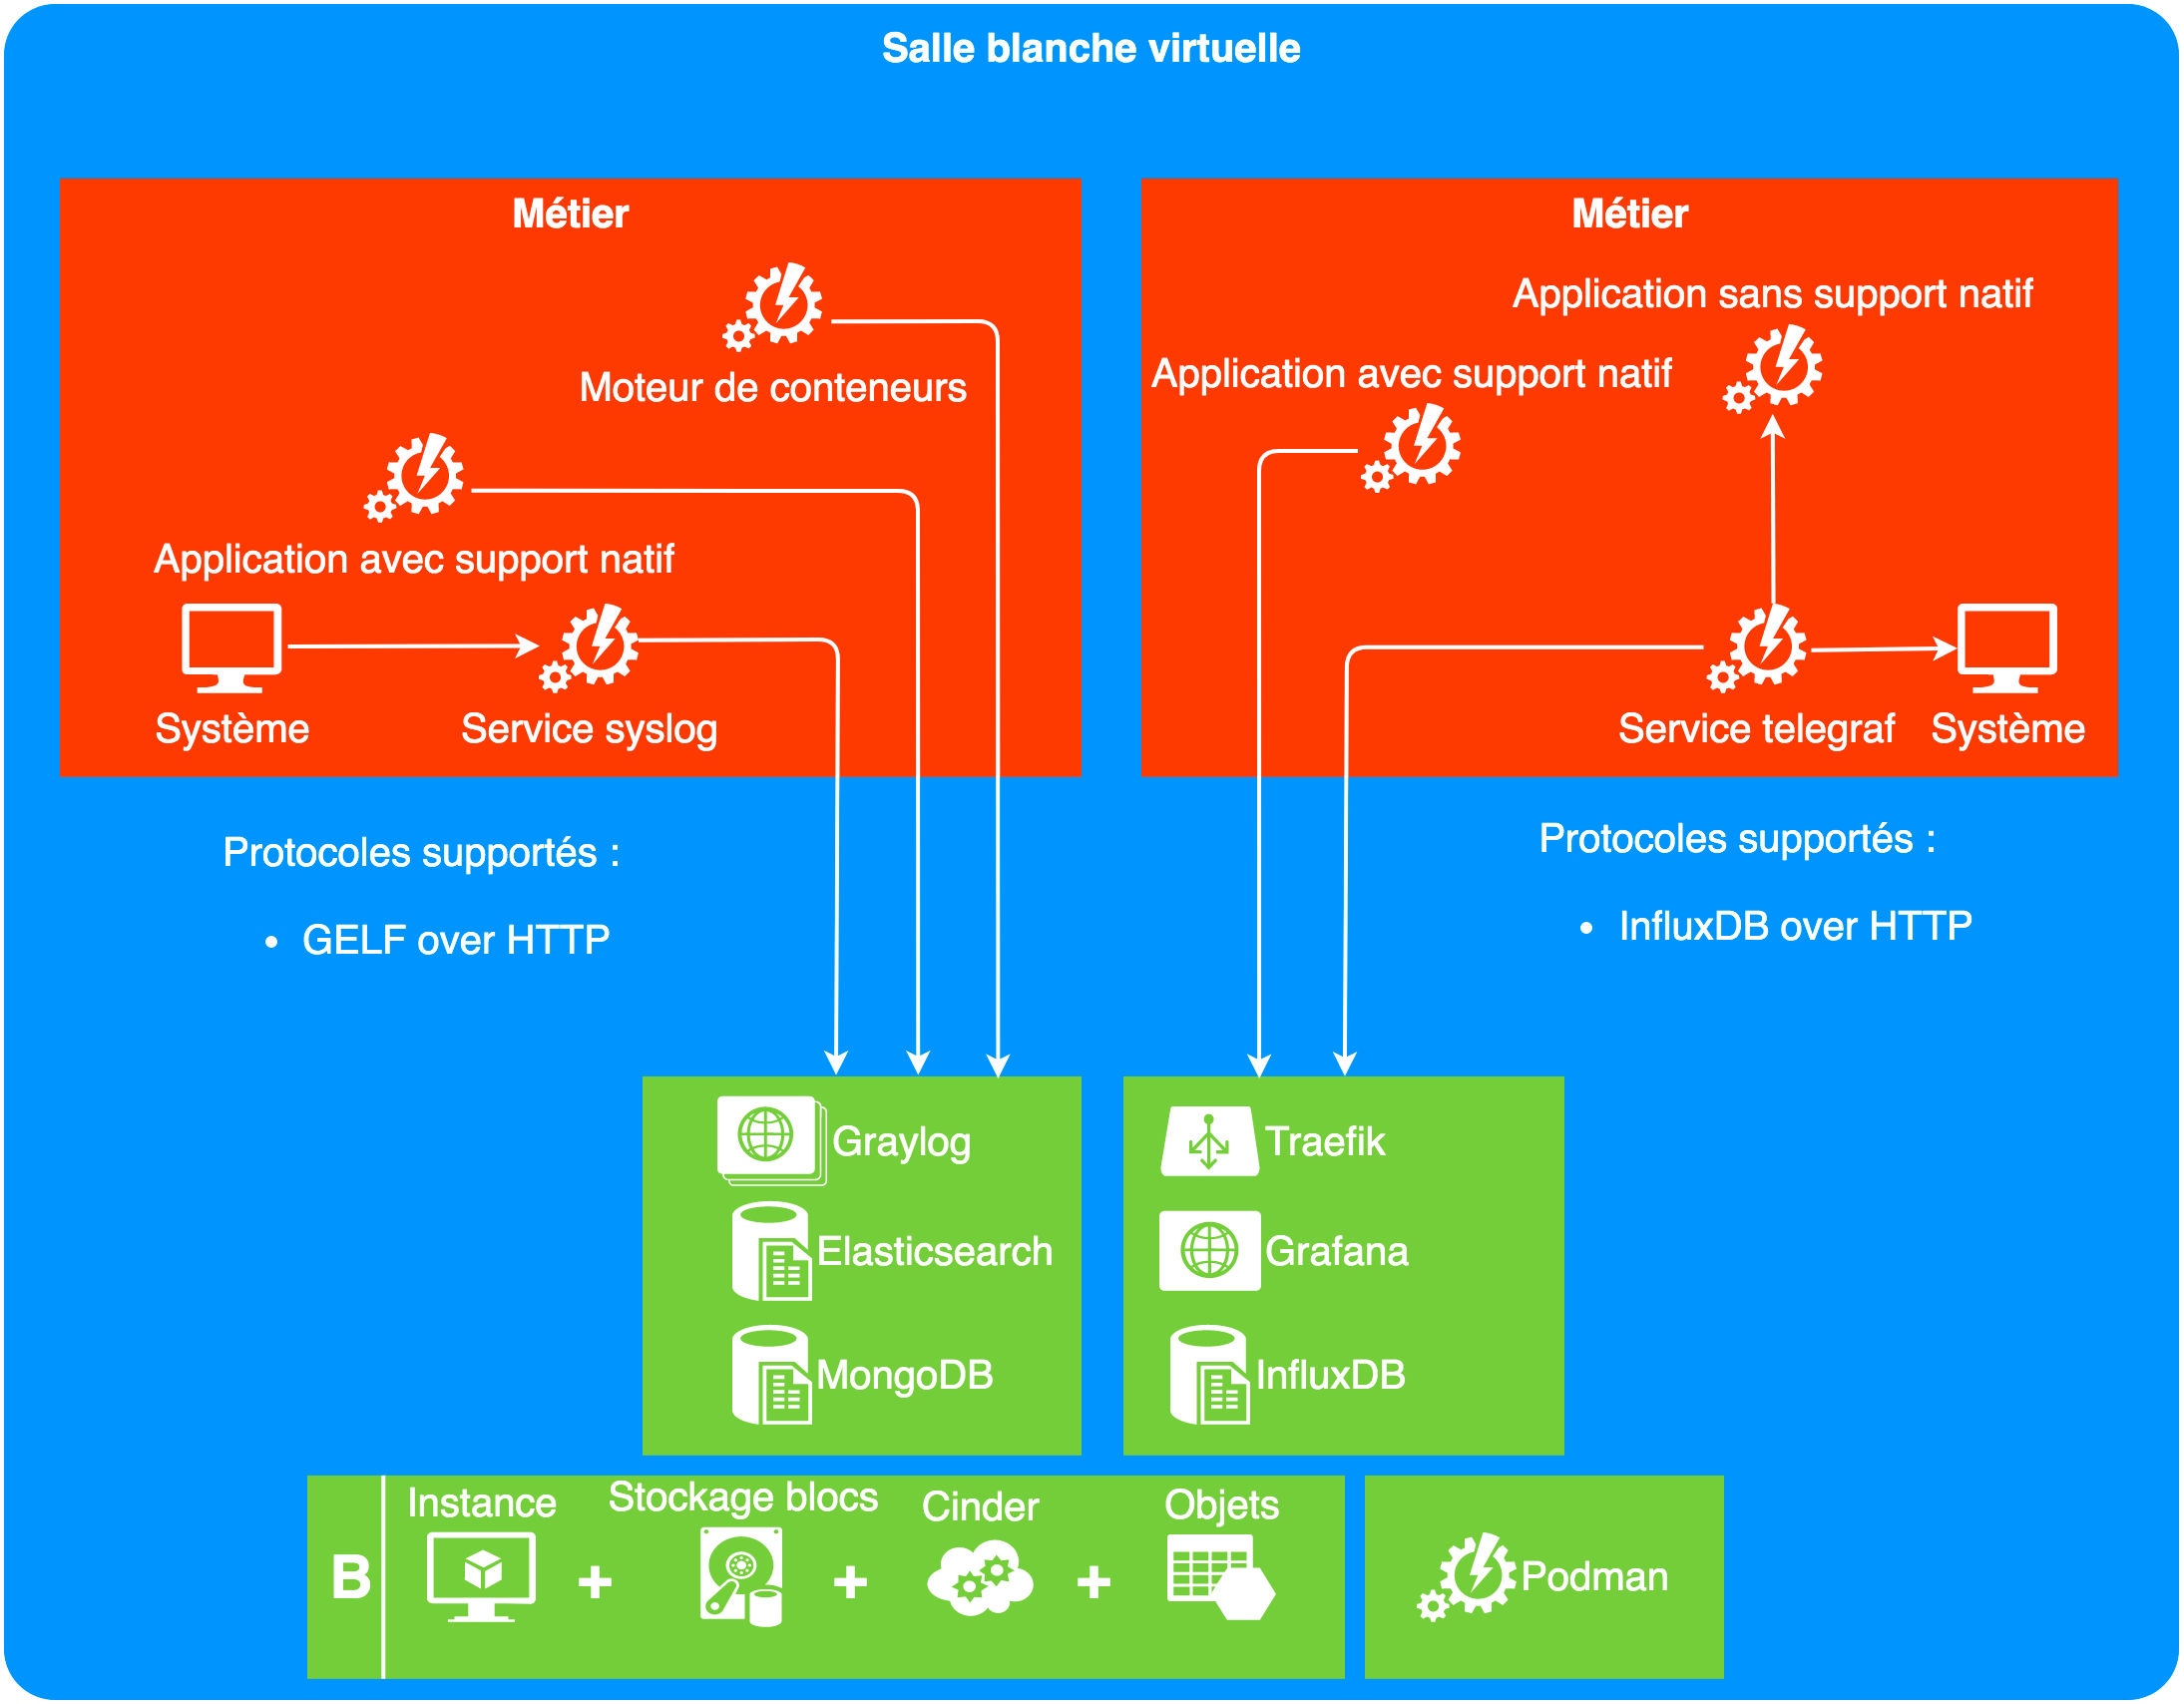 Salle blanche virtuelle
Métier
Moteur de conteneurs
Application avec support natif
Système
Service syslog
Métier
Application sans support natif
Application avec support natif
Service telegraf
Système
Protocoles supportés :
• GELF over HTTP
Protocoles supportés :
• InfluxDB over HTTP
Graylog
Elasticsearch
MongoDB
Traefik
Grafana
InfluxDB
B
Instance
+
Stockage blocs
+
Cinder
+
Objets
Podman